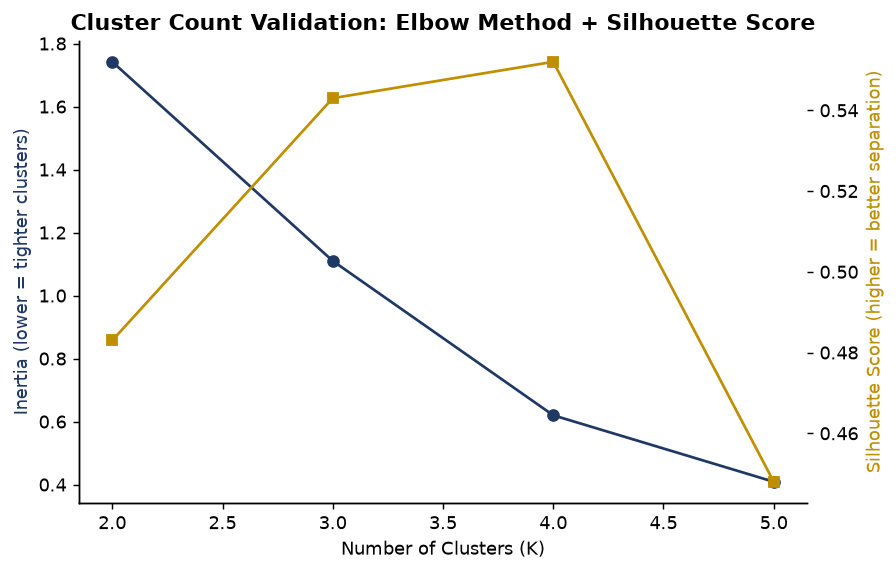 Cluster Count Validation: Elbow Method + Silhouette Score
Inertia (lower = tighter clusters)
1.8
1.6
1.4
1.2
1.0
0.8
0.6
0.4
0.54
0.52
0.50
0.48
0.46
Silhouette Score (higher = better separation)
2.0 2.5 3.0 3.5 4.0 4.5 5.0
Number of Clusters (K)